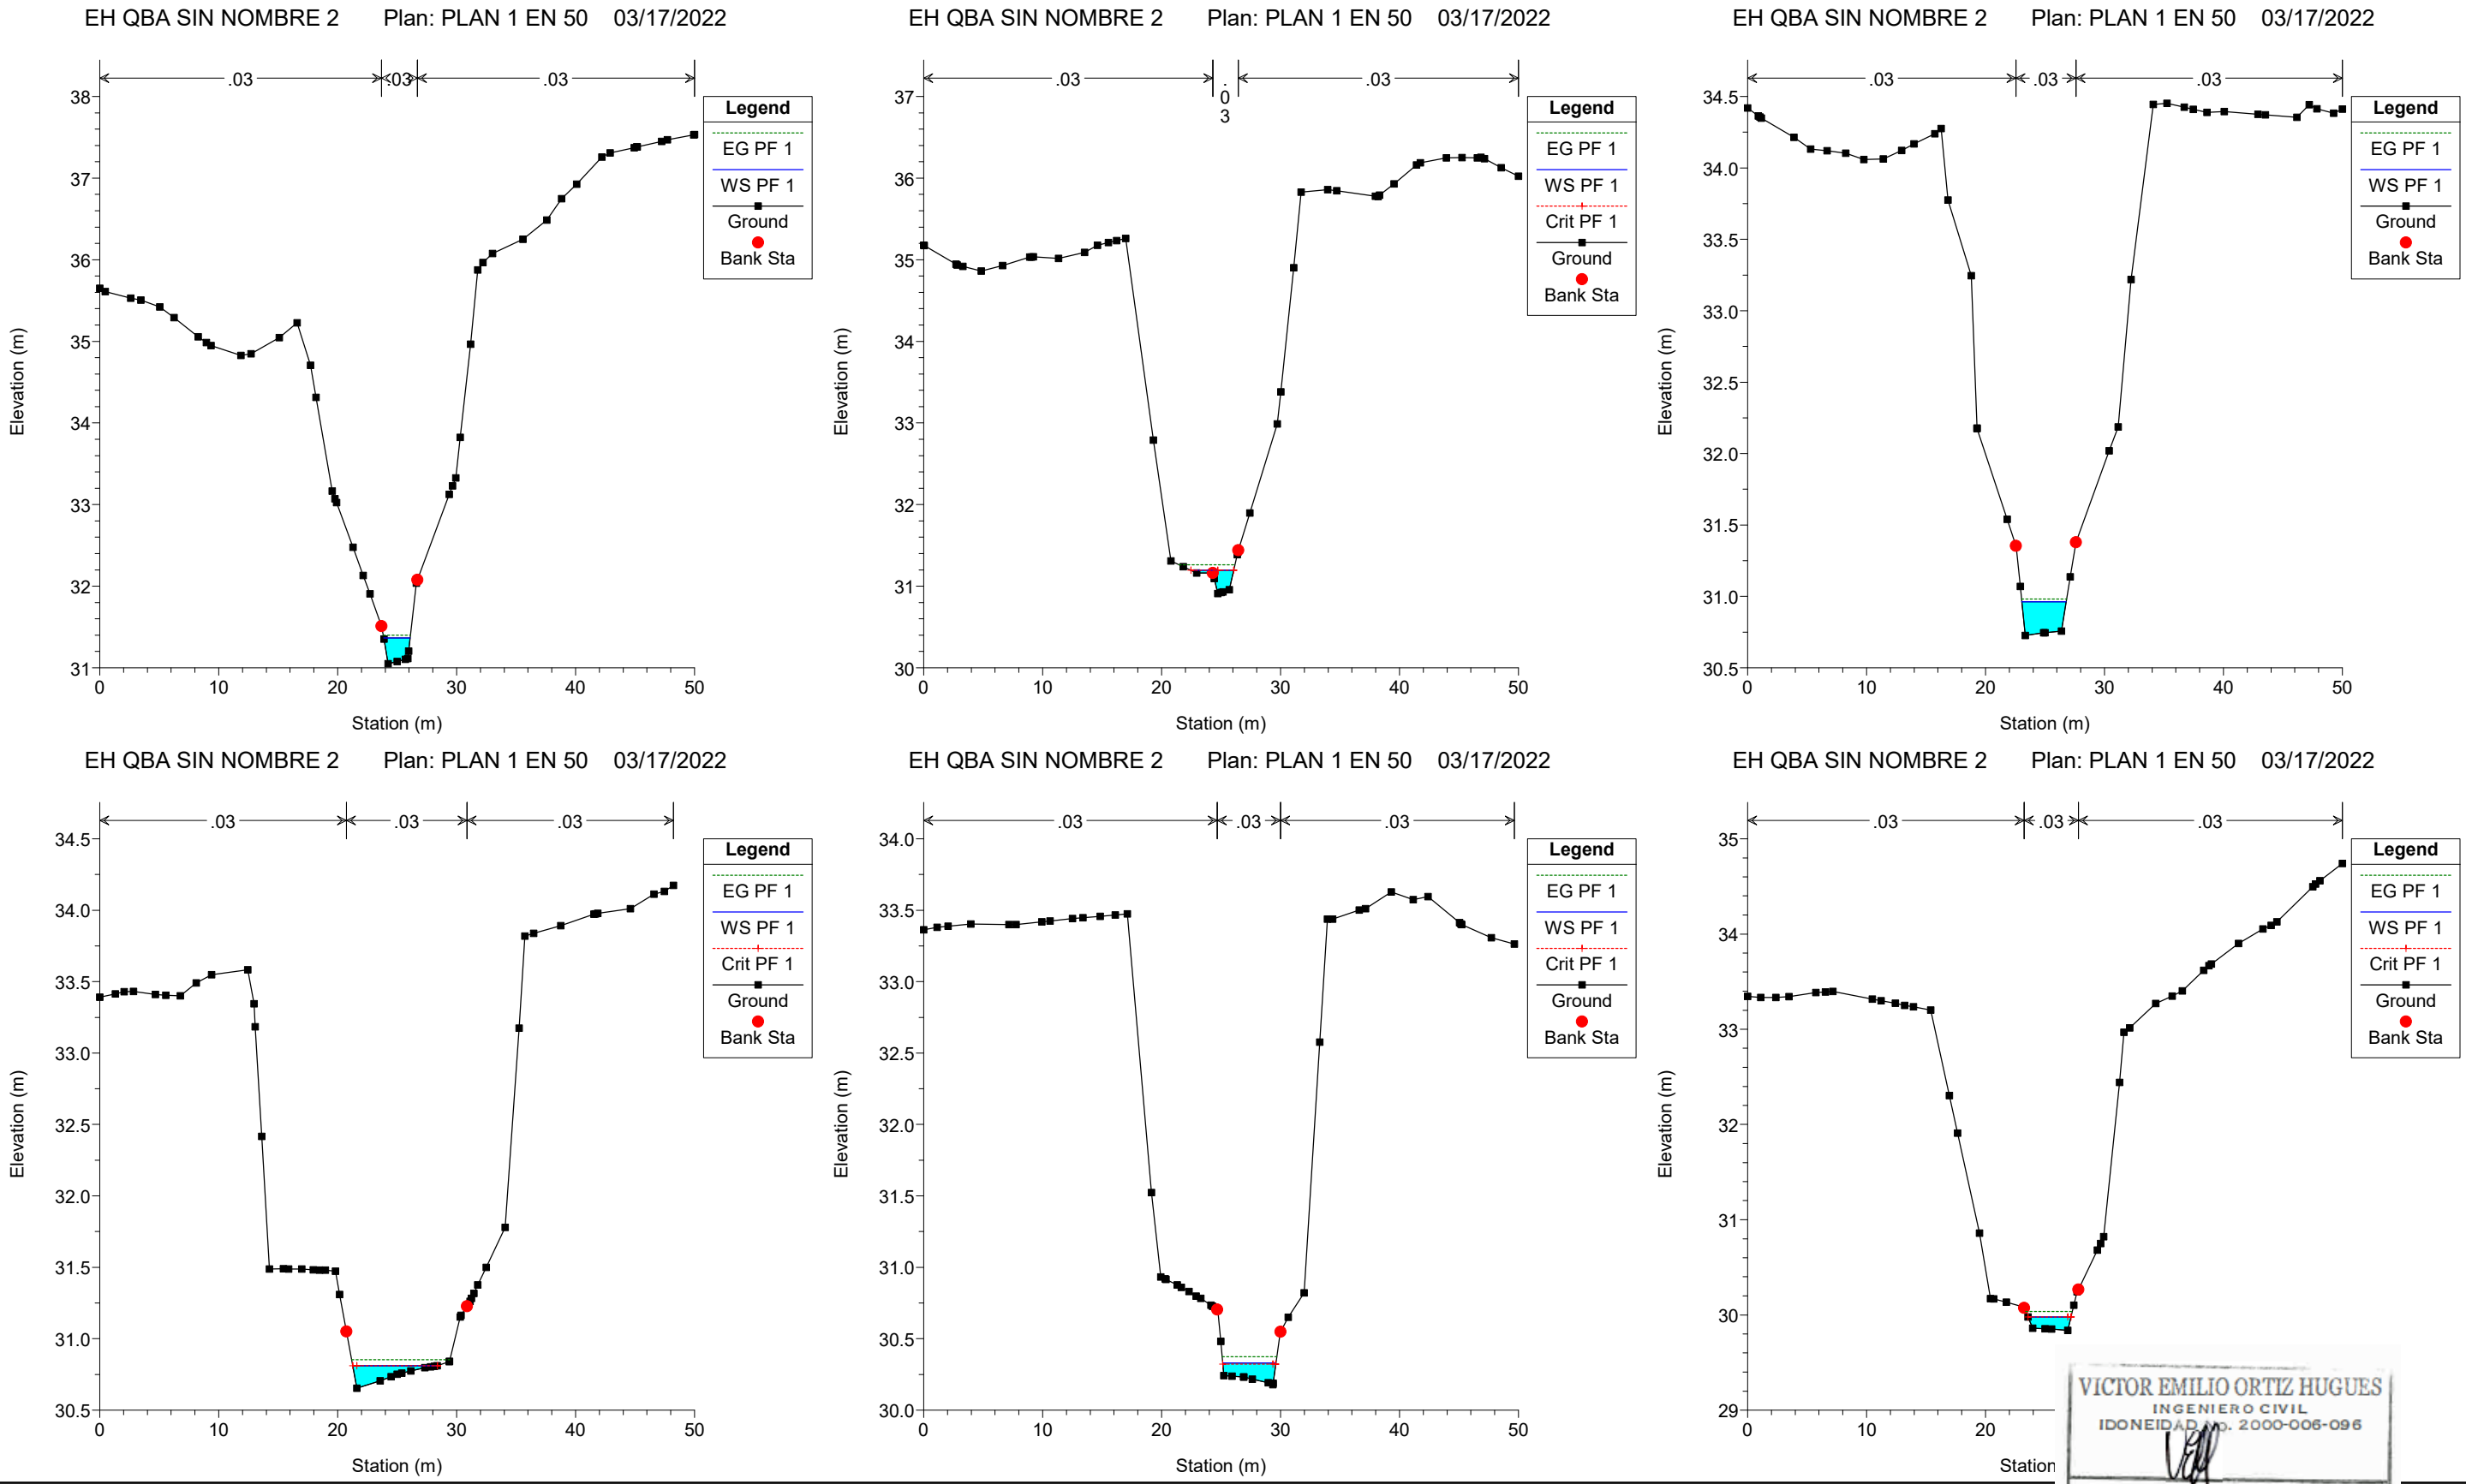 EH QBA SIN NOMBRE 2 Plan: PLAN 1 EN 50 03/17/2022
.03 .03 .03
38
37
36
35
34
33
32
31
0 10 20 30 40 50
Elevation (m)
Station (m)
Legend
EG PF 1
WS PF 1
Ground
Bank Sta
EH QBA SIN NOMBRE 2 Plan: PLAN 1 EN 50 03/17/2022
.03 .03 .03
37
36
35
34
33
32
31
30
0 10 20 30 40 50
Elevation (m)
Station (m)
Legend
EG PF 1
WS PF 1
Crit PF 1
Ground
Bank Sta
EH QBA SIN NOMBRE 2 Plan: PLAN 1 EN 50 03/17/2022
.03 .03 .03
34.5
34.0
33.5
33.0
32.5
32.0
31.5
31.0
30.5
0 10 20 30 40 50
Elevation (m)
Station (m)
Legend
EG PF 1
WS PF 1
Ground
Bank Sta
EH QBA SIN NOMBRE 2 Plan: PLAN 1 EN 50 03/17/2022
.03 .03 .03
34.5
34.0
33.5
33.0
32.5
32.0
31.5
31.0
30.5
0 10 20 30 40 50
Elevation (m)
Station (m)
Legend
EG PF 1
WS PF 1
Crit PF 1
Ground
Bank Sta
EH QBA SIN NOMBRE 2 Plan: PLAN 1 EN 50 03/17/2022
.03 .03 .03
34.0
33.5
33.0
32.5
32.0
31.5
31.0
30.5
30.0
0 10 20 30 40 50
Elevation (m)
Station (m)
Legend
EG PF 1
WS PF 1
Crit PF 1
Ground
Bank Sta
EH QBA SIN NOMBRE 2 Plan: PLAN 1 EN 50 03/17/2022
.03 .03 .03
35
34
33
32
31
30
29
0 10 20
Elevation (m)
Station
Legend
EG PF 1
WS PF 1
Crit PF 1
Ground
Bank Sta
VICTOR EMILIO ORTIZ HUGUES
INGENIERO CIVIL
IDONEIDAD No. 2000-006-096